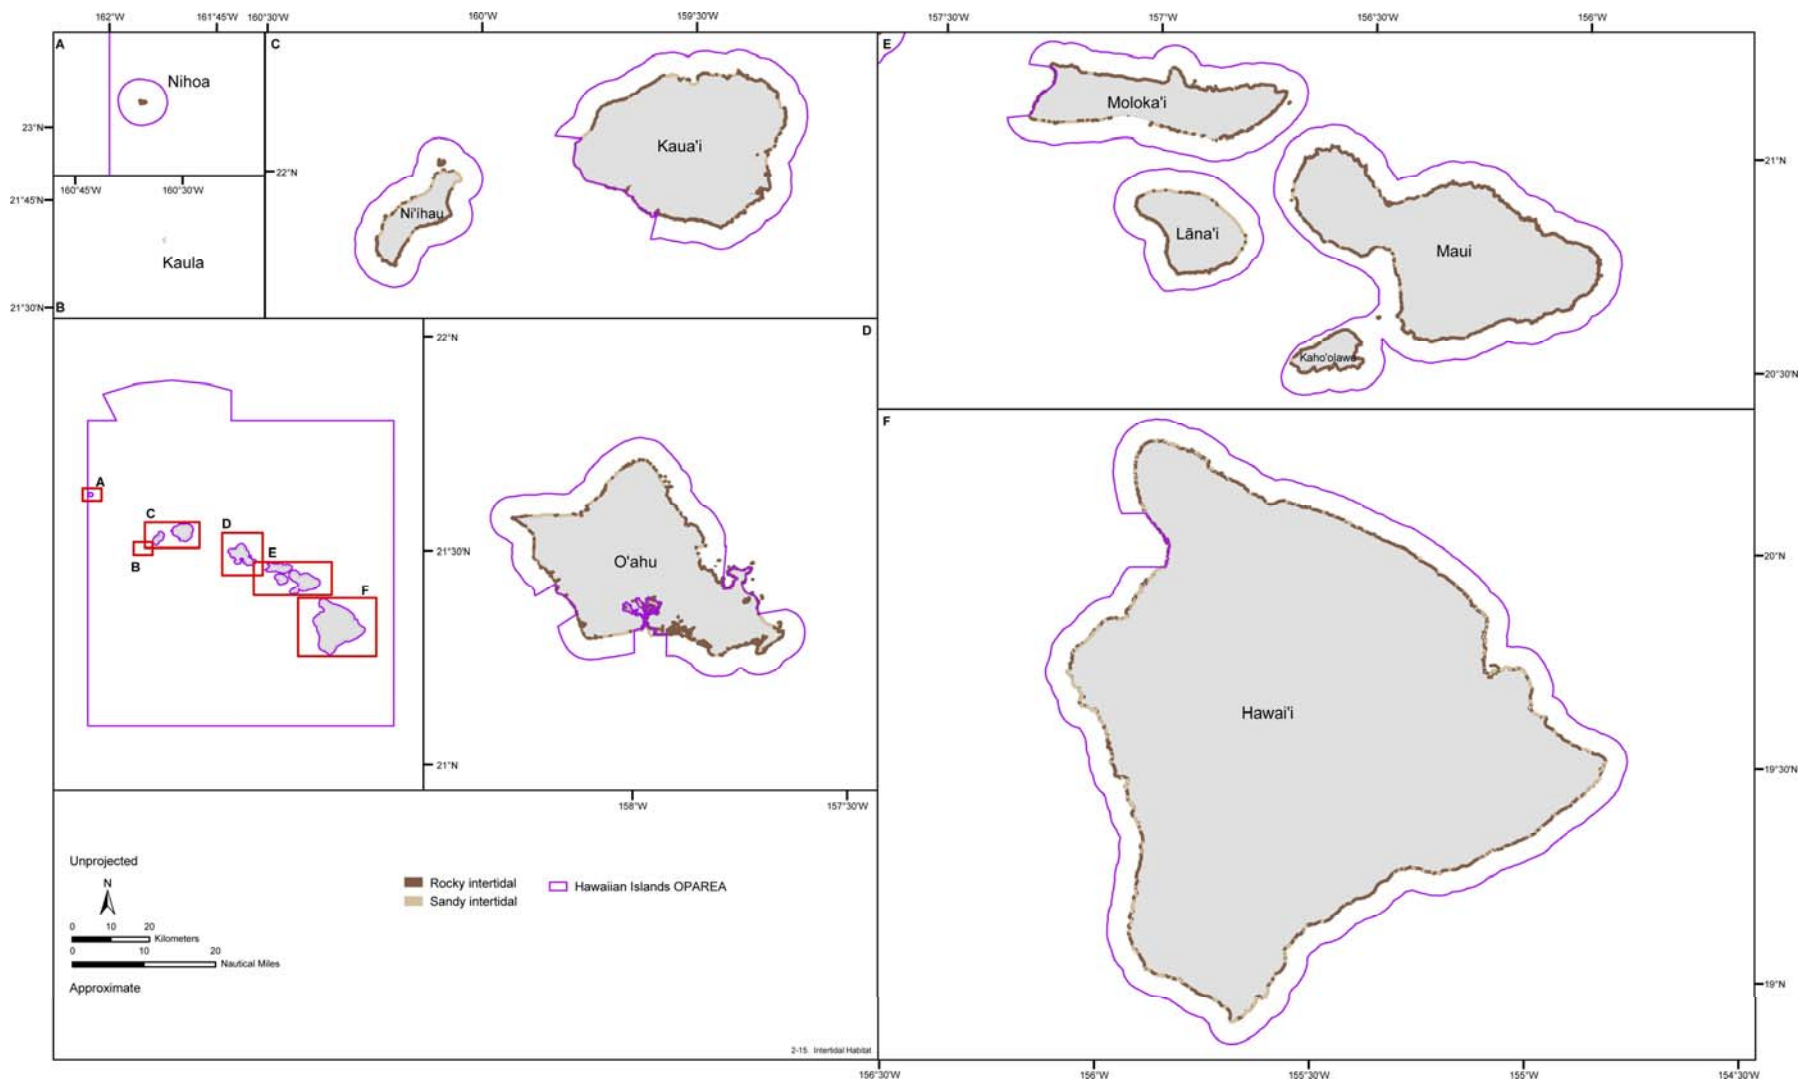 162°W
161°45'W
160°30'W
160°W
159°30'W
157°30'W
157°W
156°30'W
156°W
A
C
E
Nihoa
Moloka'i
23°N
Kaua'i
21°N
22°N
160°45'W
160°30'W
21°45'N
Ni'ihau
Lāna'i
Maui
Kaula
21°30'N
B
D
22°N
Kaho'olawe
20°30'N
F
A
C
D
B
E
F
21°30'N
O'ahu
20°N
Hawai'i
21°N
19°30'N
158°W
157°30'W
Unprojected
N
Rocky intertidal
Hawaiian Islands OPAREA
Sandy intertidal
0 10 20
Kilometers
0 10 20
Nautical Miles
Approximate
19°N
2-15. Intertidal Habitat
156°30'W
156°W
155°30'W
155°W
154°30'W